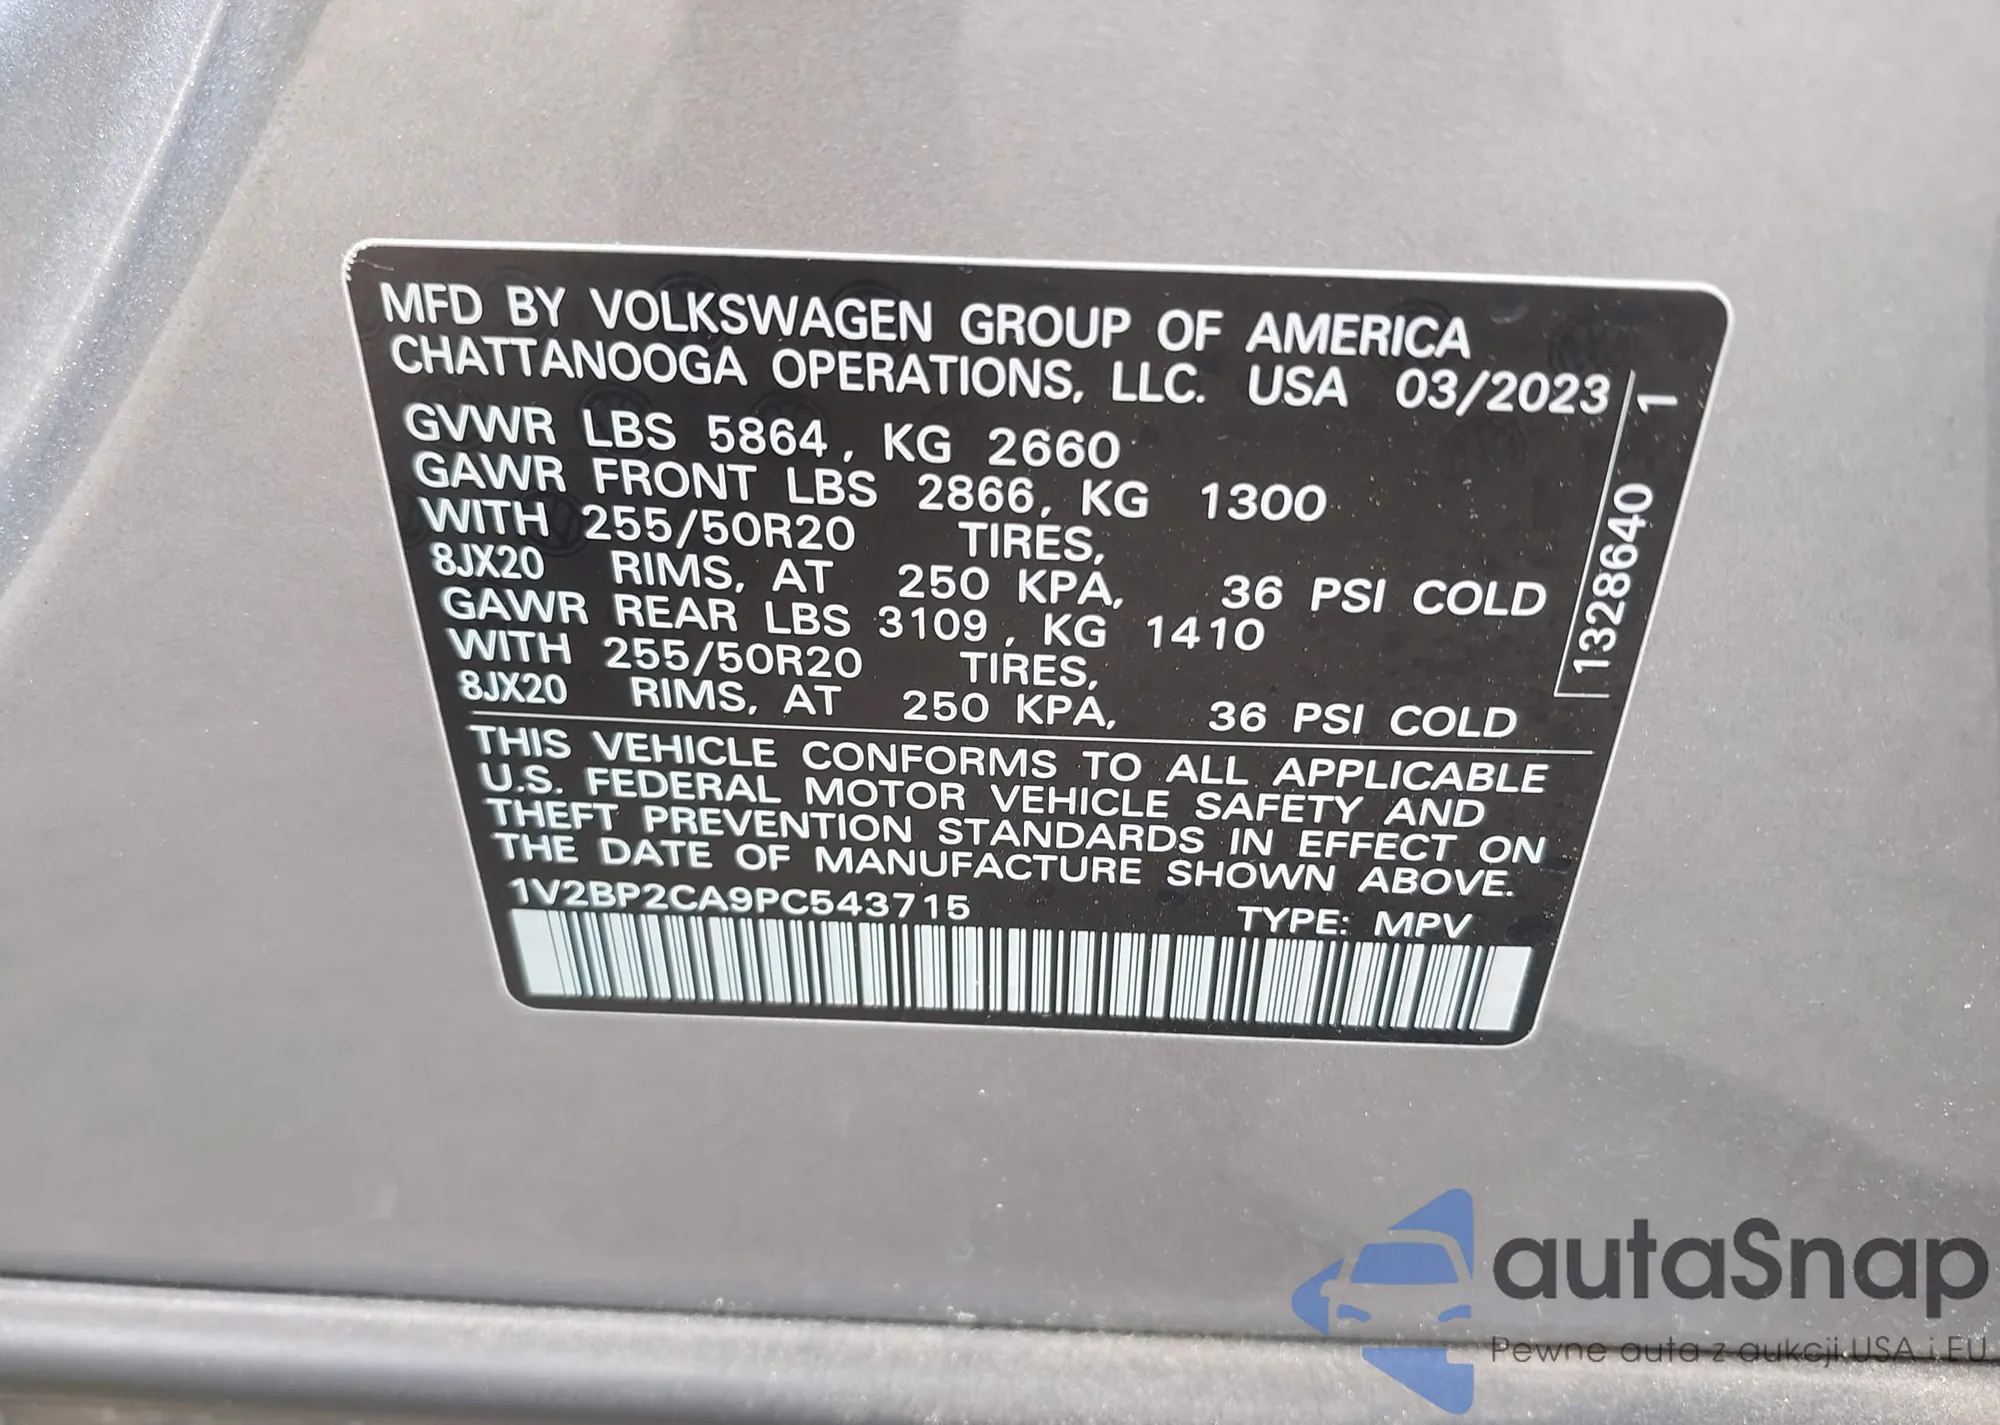 MFD BY VOLKSWAGEN GROUP OF AMERICA
CHATTANOOGA OPERATIONS, LLC. USA 03/2023
GVWR LBS 5864, KG 2660
GAWR FRONT LBS 2866, KG 1300
WITH 255/50R20 TIRES,
8JX20 RIMS, AT 250 KPA, 36 PSI COLD
GAWR REAR LBS 3109, KG 1410
WITH 255/50R20 TIRES,
8JX20 RIMS, AT 250 KPA, 36 PSI COLD
THIS VEHICLE CONFORMS TO ALL APPLICABLE
U.S. FEDERAL MOTOR VEHICLE SAFETY AND
THEFT PREVENTION STANDARDS IN EFFECT ON
THE DATE OF MANUFACTURE SHOWN ABOVE.
1V2BP2CA9PC543715 TYPE: MPV
1328640 1
autaSnap
Pewne auta z aukcji USA i EU